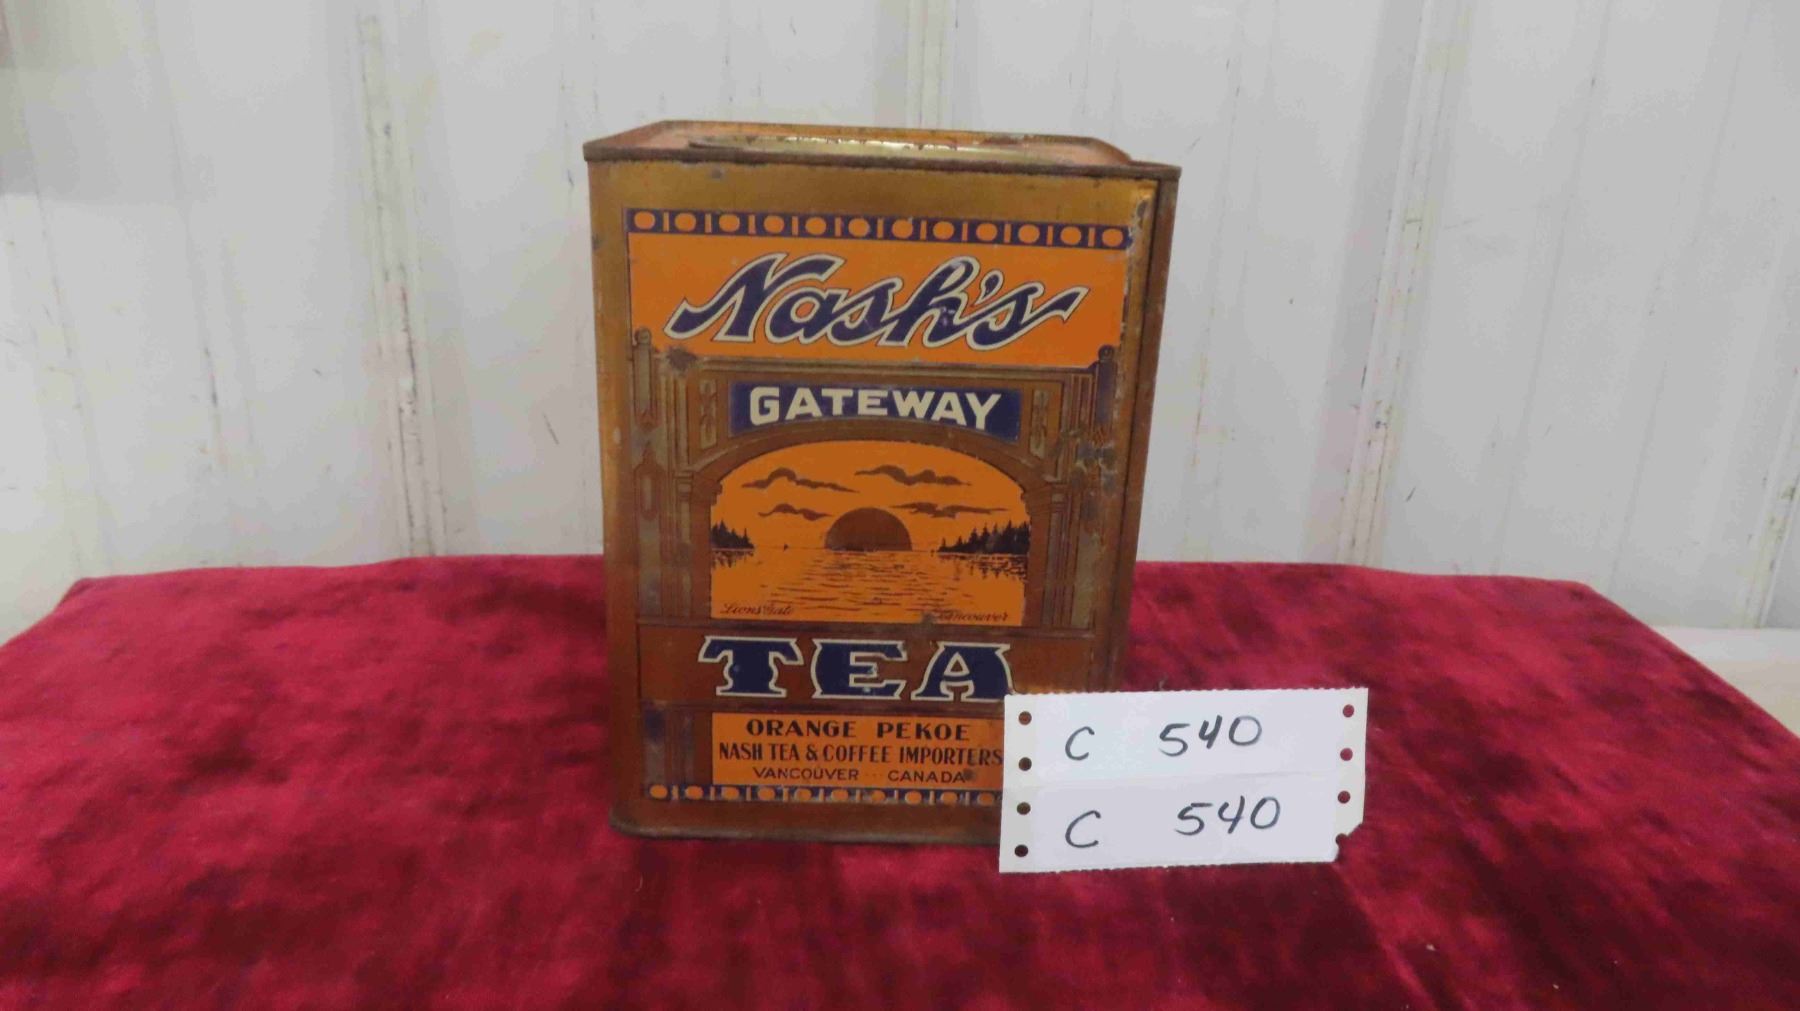 Nash's
GATEWAY
Lions Gate Vancouver
TEA
ORANGE PEKOE
NASH TEA & COFFEE IMPORTERS
VANCOUVER ... CANADA
C 540
C 540